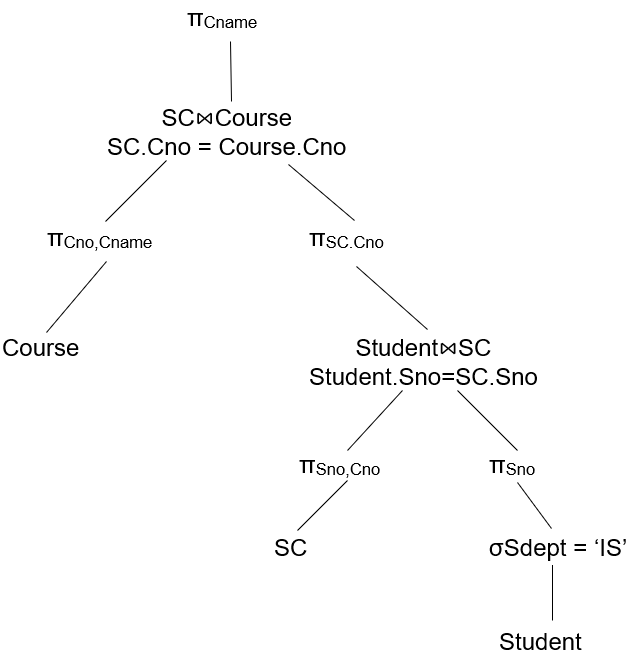 πCname
SC⋈Course
SC.Cno = Course.Cno
πCno,Cname
πSC.Cno
Course
Student⋈SC
Student.Sno=SC.Sno
πSno,Cno
πSno
SC
σSdept = ‘IS’
Student